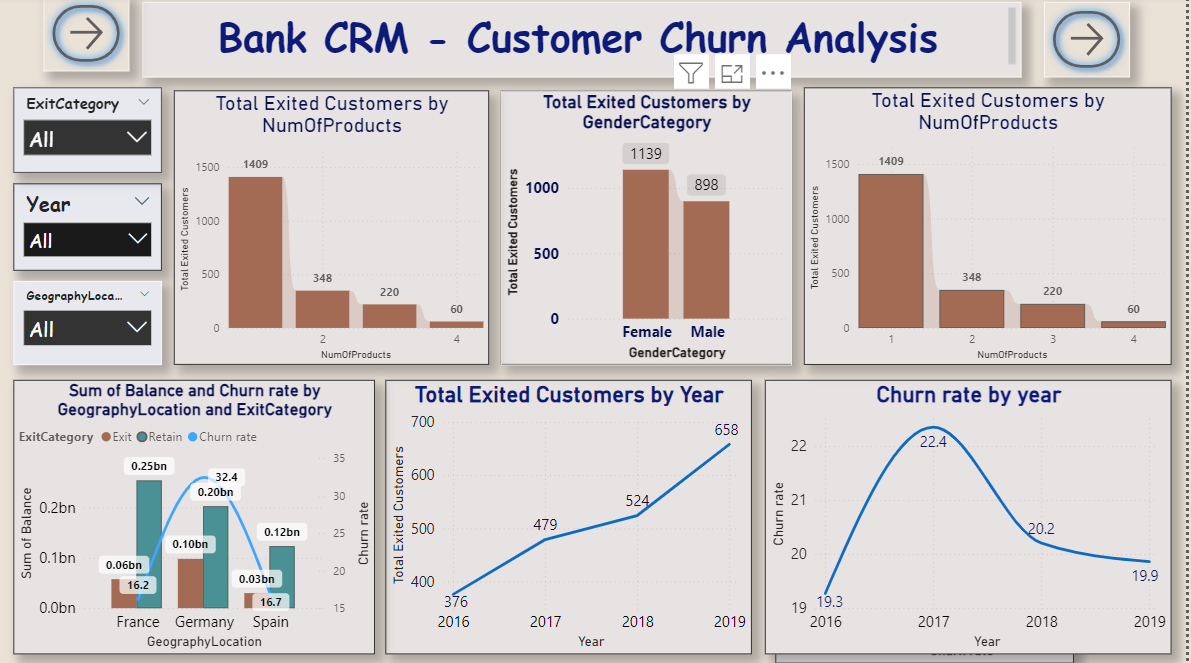 Bank CRM - Customer Churn Analysis
ExitCategory
All
Year
All
GeographyLoca...
All
Total Exited Customers by
NumOfProducts
Total Exited Customers
1500
1000
500
0
1409
348
220
60
2
4
NumOfProducts
Total Exited Customers by
GenderCategory
Total Exited Customers
1000
500
0
1139
898
Female
Male
GenderCategory
Total Exited Customers by
NumOfProducts
Total Exited Customers
1500
1000
500
0
1409
348
220
60
1
2
3
4
NumOfProducts
Sum of Balance and Churn rate by
GeographyLocation and ExitCategory
ExitCategory Exit Retain Churn rate
Sum of Balance
0.2bn
0.1bn
0.0bn
0.25bn
32.4
0.20bn
0.12bn
0.10bn
0.06bn
0.03bn
16.2
16.7
35
30
25
20
15
Churn rate
France
Germany
Spain
GeographyLocation
Total Exited Customers by Year
Total Exited Customers
700
600
500
400
376
479
524
658
2016
2017
2018
2019
Year
Churn rate by year
Churn rate
22
21
20
19
19.3
22.4
20.2
19.9
2016
2017
2018
2019
Year